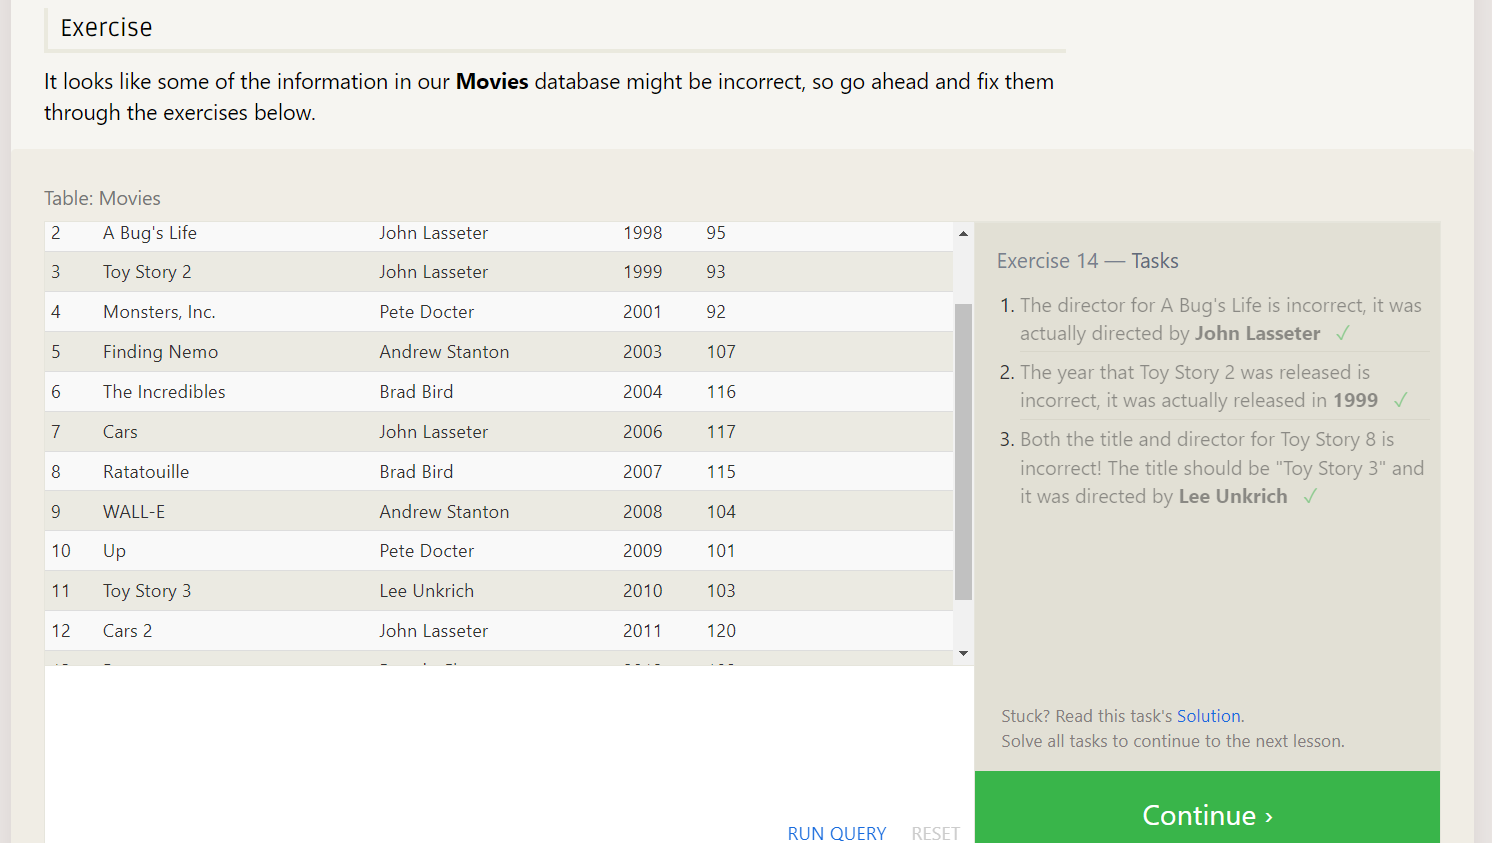 Exercise
It looks like some of the information in our Movies database might be incorrect, so go ahead and fix them
through the exercises below.
Table: Movies
2 A Bug's Life John Lasseter 1998 95
3 Toy Story 2 John Lasseter 1999 93
4 Monsters, Inc. Pete Docter 2001 92
5 Finding Nemo Andrew Stanton 2003 107
6 The Incredibles Brad Bird 2004 116
7 Cars John Lasseter 2006 117
8 Ratatouille Brad Bird 2007 115
9 WALL-E Andrew Stanton 2008 104
10 Up Pete Docter 2009 101
11 Toy Story 3 Lee Unkrich 2010 103
12 Cars 2 John Lasseter 2011 120
Exercise 14 — Tasks
1. The director for A Bug's Life is incorrect, it was
actually directed by John Lasseter ✓
2. The year that Toy Story 2 was released is
incorrect, it was actually released in 1999 ✓
3. Both the title and director for Toy Story 8 is
incorrect! The title should be "Toy Story 3" and
it was directed by Lee Unkrich ✓
Stuck? Read this task's Solution.
Solve all tasks to continue to the next lesson.
Continue ›
RUN QUERY RESET